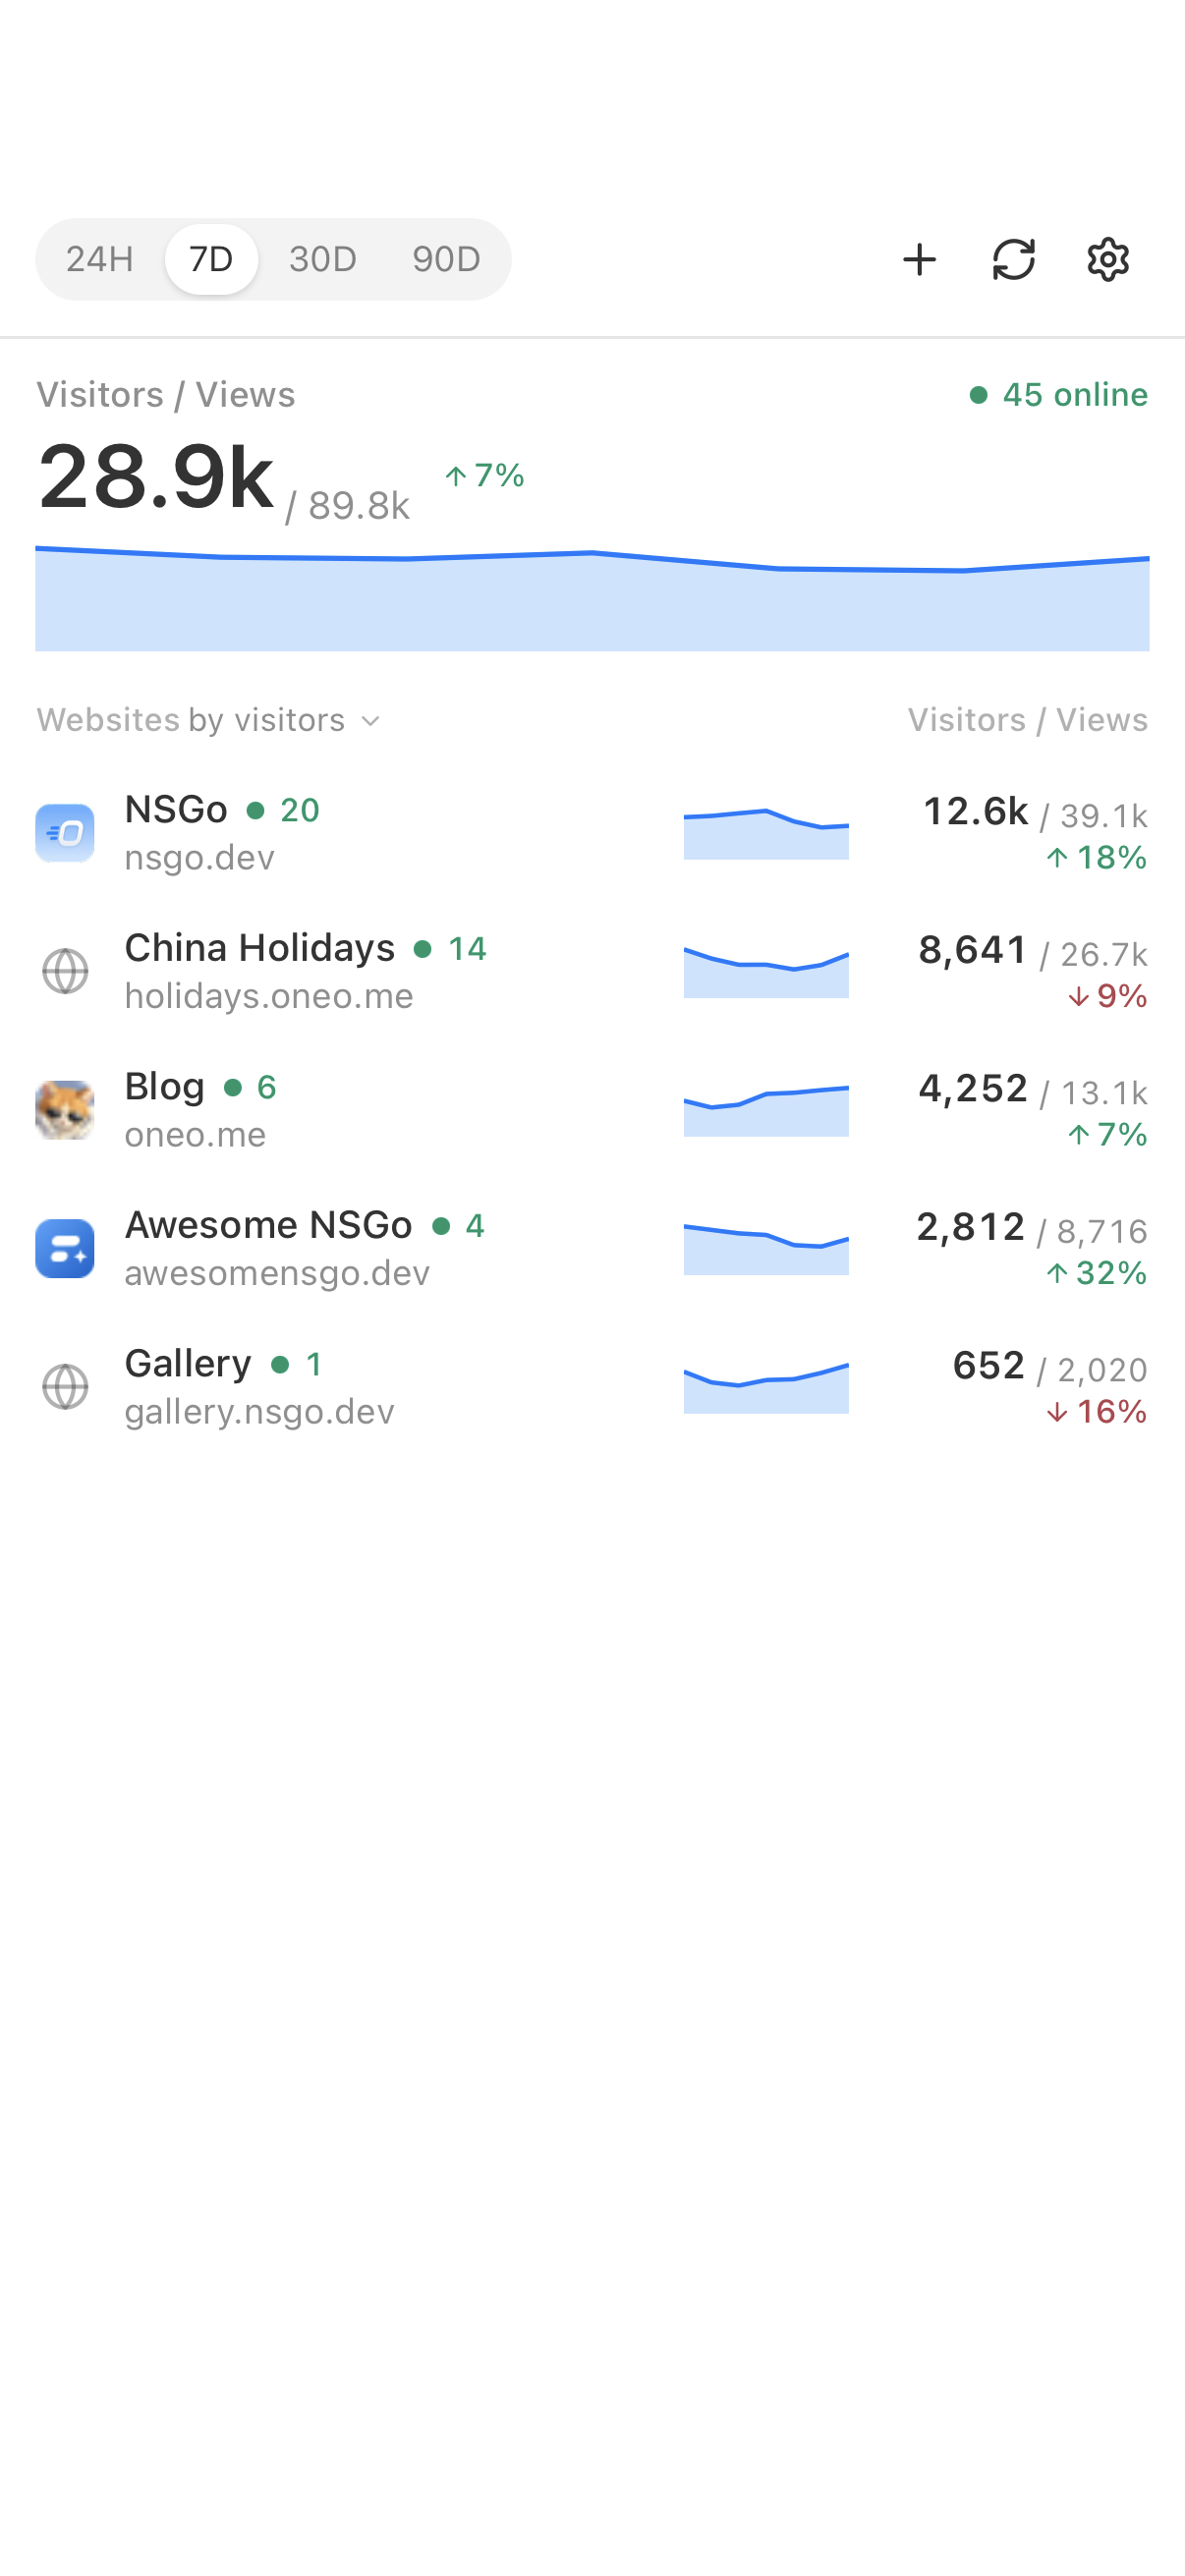 24H 7D 30D 90D
Visitors / Views
45 online
28.9k / 89.8k ↑ 7%
Websites by visitors
Visitors / Views
NSGo 20
nsgo.dev
12.6k / 39.1k
↑ 18%
China Holidays 14
holidays.oneo.me
8,641 / 26.7k
↓ 9%
Blog 6
oneo.me
4,252 / 13.1k
↑ 7%
Awesome NSGo 4
awesomensgo.dev
2,812 / 8,716
↑ 32%
Gallery 1
gallery.nsgo.dev
652 / 2,020
↓ 16%